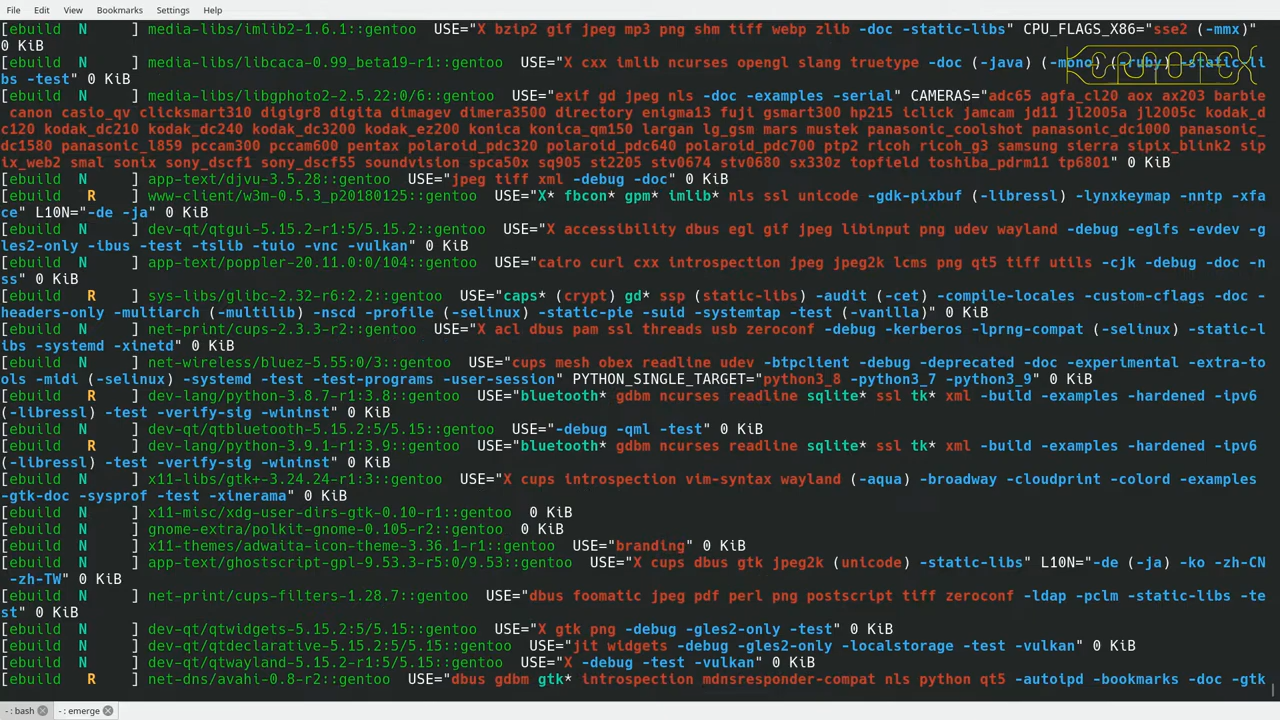 File Edit View Bookmarks Settings Help
[ebuild N ] media-libs/imlib2-1.6.1::gentoo USE="X bzip2 gif jpeg mp3 png shm tiff webp zlib -doc -static-libs" CPU_FLAGS_X86="sse2 (-mmx)"
0 KiB
[ebuild N ] media-libs/libcaca-0.99_beta19-r1::gentoo USE="X cxx imlib ncurses opengl slang truetype -doc (-java) (-mono) (-ruby) -static-li
bs -test" 0 KiB
[ebuild N ] media-libs/libgphoto2-2.5.22:0/6::gentoo USE="exif gd jpeg nls -doc -examples -serial" CAMERAS="adc65 agfa_cl20 aox ax203 barbie
canon casio_qv clicksmart310 digigr8 digita dimagev dimera3500 directory enigma13 fuji gsmart300 hp215 iclick jamcam jd11 jl2005a jl2005c kodak_d
c120 kodak_dc210 kodak_dc240 kodak_dc3200 kodak_ez200 konica konica_qm150 largan lg_gsm mars mustek panasonic_coolshot panasonic_dc1000 panasonic_
dc1580 panasonic_l859 pccam300 pccam600 pentax polaroid_pdc320 polaroid_pdc640 polaroid_pdc700 ptp2 ricoh ricoh_g3 samsung sierra sipix_blink2 sip
ix_web2 smal sonix sony_dscf1 sony_dscf55 soundvision spca50x sq905 st2205 stv0674 stv0680 sx330z topfield toshiba_pdrm11 tp6801" 0 KiB
[ebuild N ] app-text/djvu-3.5.28::gentoo USE="jpeg tiff xml -debug -doc" 0 KiB
[ebuild R ] www-client/w3m-0.5.3_p20180125::gentoo USE="X* fbcon* gpm* imlib* nls ssl unicode -gdk-pixbuf (-libressl) -lynxkeymap -nntp -xfa
ce" L10N="-de -ja" 0 KiB
[ebuild N ] dev-qt/qtgui-5.15.2-r1:5/5.15.2::gentoo USE="X accessibility dbus egl gif jpeg libinput png udev wayland -debug -eglfs -evdev -g
les2-only -ibus -test -tslib -tuio -vnc -vulkan" 0 KiB
[ebuild N ] app-text/poppler-20.11.0:0/104::gentoo USE="cairo curl cxx introspection jpeg jpeg2k lcms png qt5 tiff utils -cjk -debug -doc -n
ss" 0 KiB
[ebuild R ] sys-libs/glibc-2.32-r6:2.2::gentoo USE="caps* (crypt) gd* ssp (static-libs) -audit (-cet) -compile-locales -custom-cflags -doc -
headers-only -multiarch (-multilib) -nscd -profile (-selinux) -static-pie -suid -systemtap -test (-vanilla)" 0 KiB
[ebuild N ] net-print/cups-2.3.3-r2::gentoo USE="X acl dbus pam ssl threads usb zeroconf -debug -kerberos -lprng-compat (-selinux) -static-l
ibs -systemd -xinetd" 0 KiB
[ebuild N ] net-wireless/bluez-5.55:0/3::gentoo USE="cups mesh obex readline udev -btpclient -debug -deprecated -doc -experimental -extra-to
ols -midi (-selinux) -systemd -test -test-programs -user-session" PYTHON_SINGLE_TARGET="python3_8 -python3_7 -python3_9" 0 KiB
[ebuild R ] dev-lang/python-3.8.7-r1:3.8::gentoo USE="bluetooth* gdbm ncurses readline sqlite* ssl tk* xml -build -examples -hardened -ipv6
(-libressl) -test -verify-sig -wininst" 0 KiB
[ebuild N ] dev-qt/qtbluetooth-5.15.2:5/5.15::gentoo USE="-debug -qml -test" 0 KiB
[ebuild R ] dev-lang/python-3.9.1-r1:3.9::gentoo USE="bluetooth* gdbm ncurses readline sqlite* ssl tk* xml -build -examples -hardened -ipv6
(-libressl) -test -verify-sig -wininst" 0 KiB
[ebuild N ] x11-libs/gtk+-3.24.24-r1:3::gentoo USE="X cups introspection vim-syntax wayland (-aqua) -broadway -cloudprint -colord -examples
-gtk-doc -sysprof -test -xinerama" 0 KiB
[ebuild N ] x11-misc/xdg-user-dirs-gtk-0.10-r1::gentoo 0 KiB
[ebuild N ] gnome-extra/polkit-gnome-0.105-r2::gentoo 0 KiB
[ebuild N ] x11-themes/adwaita-icon-theme-3.36.1-r1::gentoo USE="branding" 0 KiB
[ebuild N ] app-text/ghostscript-gpl-9.53.3-r5:0/9.53::gentoo USE="X cups dbus gtk jpeg2k (unicode) -static-libs" L10N="-de (-ja) -ko -zh-CN
-zh-TW" 0 KiB
[ebuild N ] net-print/cups-filters-1.28.7::gentoo USE="dbus foomatic jpeg pdf perl png postscript tiff zeroconf -ldap -pclm -static-libs -te
st" 0 KiB
[ebuild N ] dev-qt/qtwidgets-5.15.2:5/5.15::gentoo USE="X gtk png -debug -gles2-only -test" 0 KiB
[ebuild N ] dev-qt/qtdeclarative-5.15.2:5/5.15::gentoo USE="jit widgets -debug -gles2-only -localstorage -test -vulkan" 0 KiB
[ebuild N ] dev-qt/qtwayland-5.15.2-r1:5/5.15::gentoo USE="X -debug -test -vulkan" 0 KiB
[ebuild R ] net-dns/avahi-0.8-r2::gentoo USE="dbus gdbm gtk* introspection mdnsresponder-compat nls python qt5 -autoipd -bookmarks -doc -gtk
- : bash - : emerge